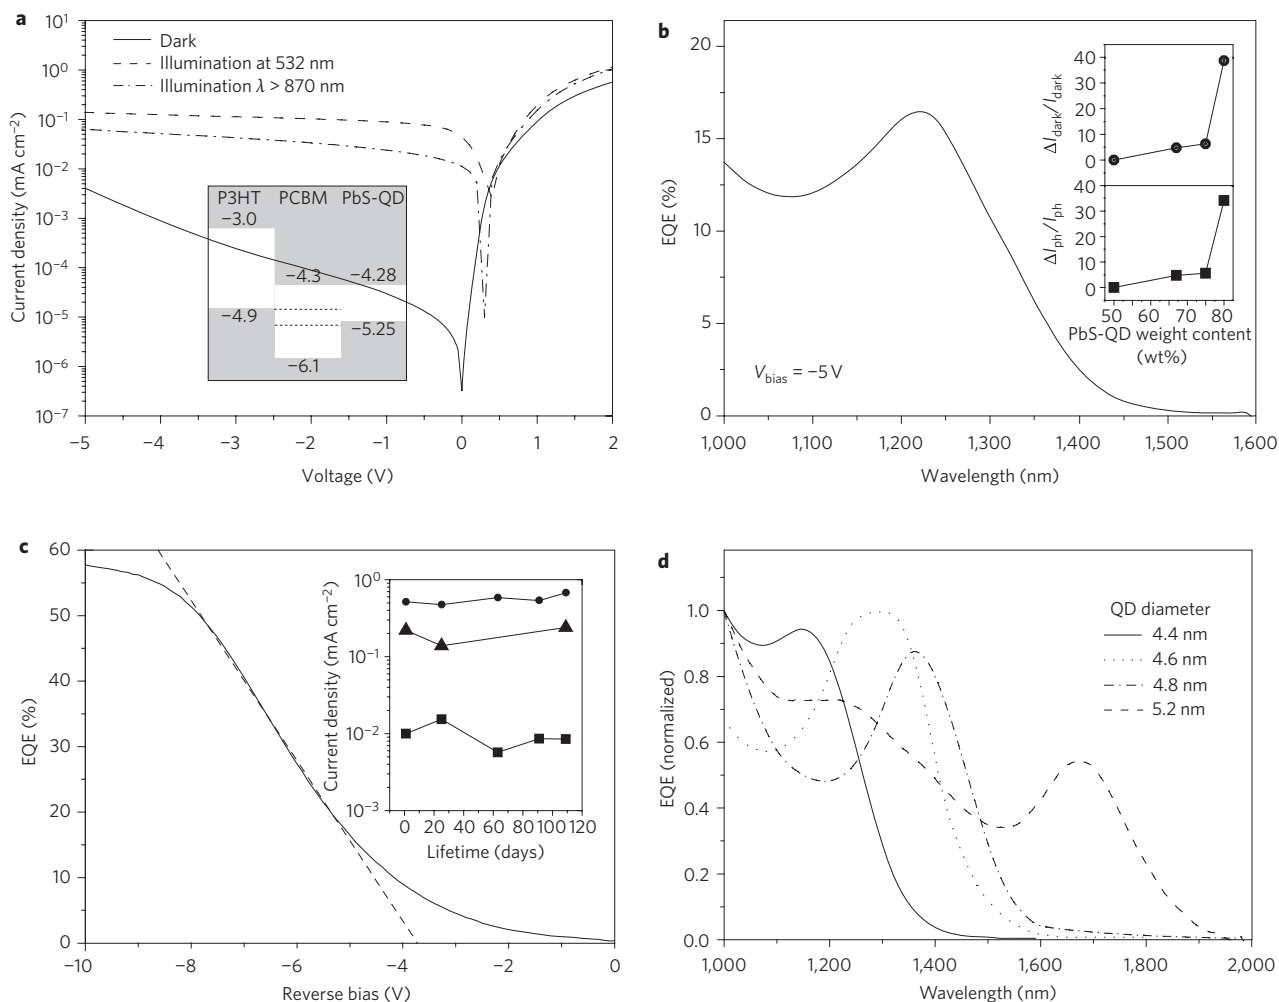 a
10¹
10⁰
10⁻¹
10⁻²
10⁻³
10⁻⁴
10⁻⁵
10⁻⁶
10⁻⁷
Current density (mA cm⁻²)
Dark
Illumination at 532 nm
Illumination λ > 870 nm
P3HT PCBM PbS-QD
−3.0
−4.3 −4.28
−4.9
−5.25
−6.1
−5 −4 −3 −2 −1 0 1 2
Voltage (V)
b
20
15
10
5
0
EQE (%)
V_bias = −5 V
1,000 1,100 1,200 1,300 1,400 1,500 1,600
Wavelength (nm)
40
30
20
10
0
ΔI_dark/I_dark
40
30
20
10
0
ΔI_ph/I_ph
50 60 70 80
PbS-QD weight content
(wt%)
c
60
50
40
30
20
10
0
EQE (%)
−10 −8 −6 −4 −2 0
Reverse bias (V)
10⁰
10⁻¹
10⁻²
10⁻³
Current density (mA cm⁻²)
0 20 40 60 80 100 120
Lifetime (days)
d
1.0
0.8
0.6
0.4
0.2
0.0
EQE (normalized)
QD diameter
4.4 nm
4.6 nm
4.8 nm
5.2 nm
1,000 1,200 1,400 1,600 1,800 2,000
Wavelength (nm)